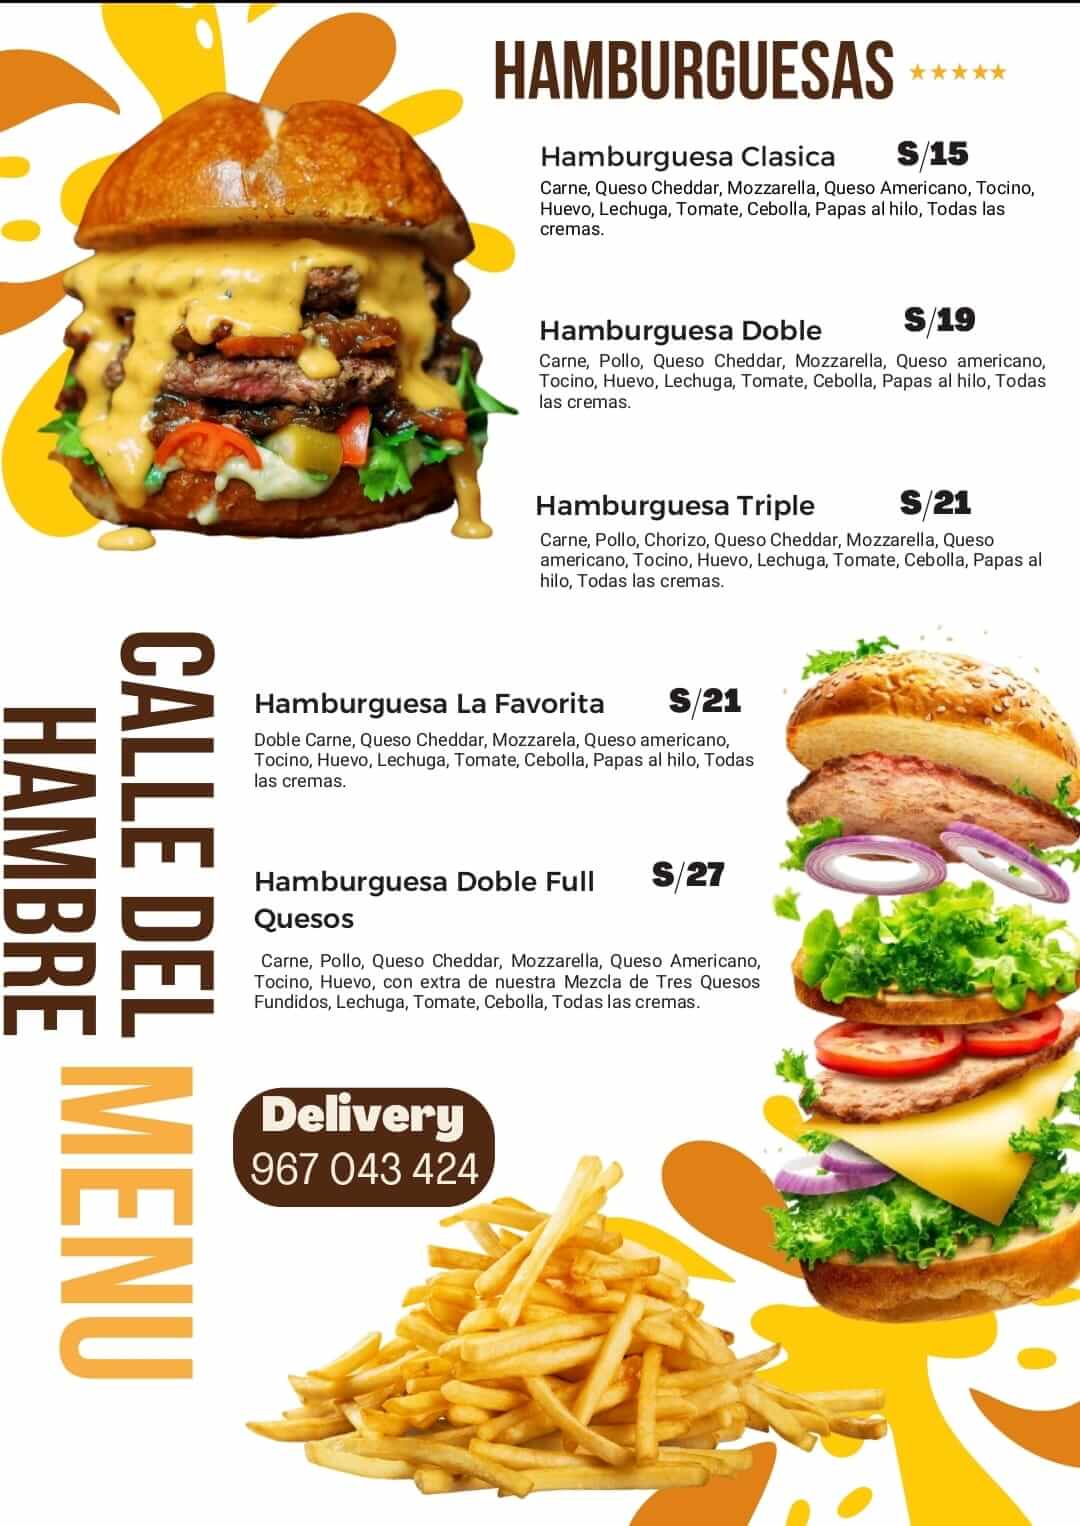 HAMBURGUESAS
Hamburguesa Clasica S/15
Carne, Queso Cheddar, Mozzarella, Queso Americano, Tocino,
Huevo, Lechuga, Tomate, Cebolla, Papas al hilo, Todas las
cremas.
Hamburguesa Doble S/19
Carne, Pollo, Queso Cheddar, Mozzarella, Queso americano,
Tocino, Huevo, Lechuga, Tomate, Cebolla, Papas al hilo, Todas
las cremas.
Hamburguesa Triple S/21
Carne, Pollo, Chorizo, Queso Cheddar, Mozzarella, Queso
americano, Tocino, Huevo, Lechuga, Tomate, Cebolla, Papas al
hilo, Todas las cremas.
CALLE DEL
HAMBRE
MENU
Hamburguesa La Favorita S/21
Doble Carne, Queso Cheddar, Mozzarela, Queso americano,
Tocino, Huevo, Lechuga, Tomate, Cebolla, Papas al hilo, Todas
las cremas.
Hamburguesa Doble Full S/27
Quesos
Carne, Pollo, Queso Cheddar, Mozzarella, Queso Americano,
Tocino, Huevo, con extra de nuestra Mezcla de Tres Quesos
Fundidos, Lechuga, Tomate, Cebolla, Todas las cremas.
Delivery
967 043 424